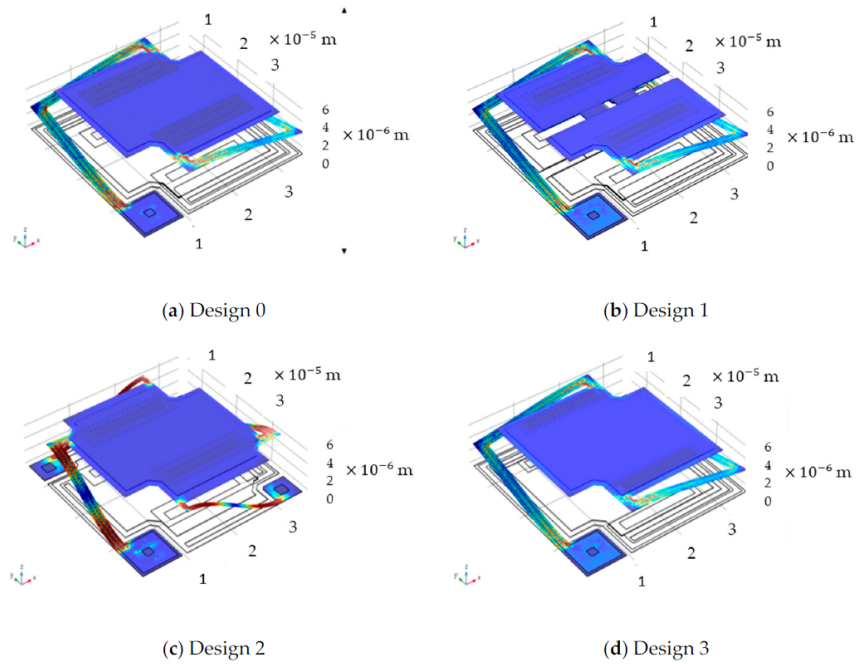 1
2
× 10⁻⁵ m
3
6
4
× 10⁻⁶ m
2
0
3
2
1
z
y
x
(a) Design 0
1
2
× 10⁻⁵ m
3
6
4
× 10⁻⁶ m
2
0
3
2
1
z
y
x
(b) Design 1
1
2
× 10⁻⁵ m
3
6
4
× 10⁻⁶ m
2
0
3
2
1
z
y
x
(c) Design 2
1
2
× 10⁻⁵ m
3
6
4
× 10⁻⁶ m
2
0
3
2
1
z
y
x
(d) Design 3